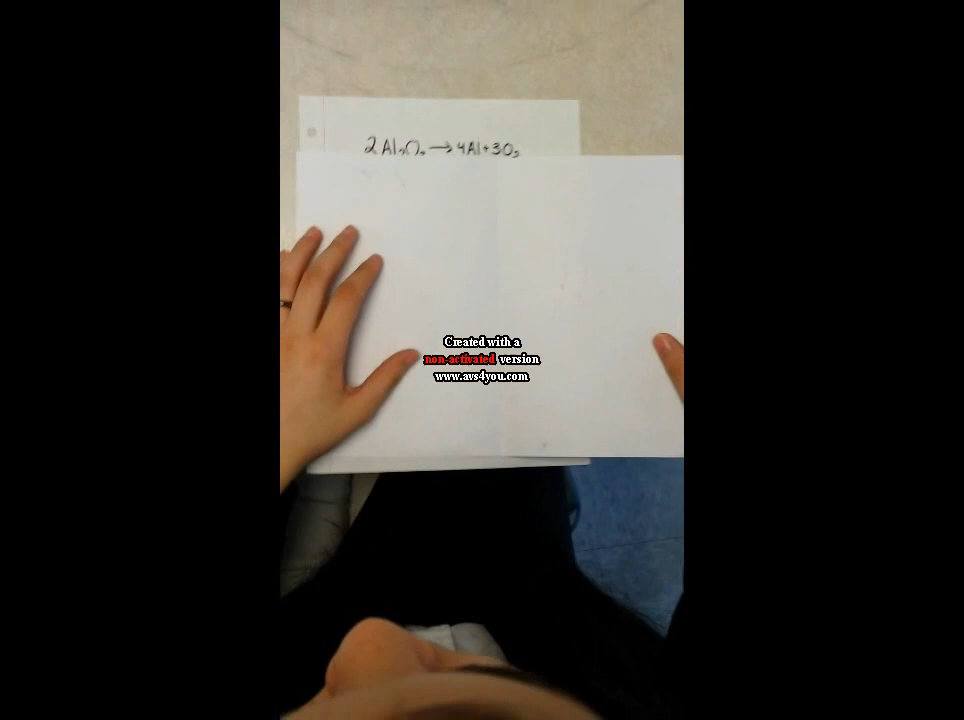 2Al₂O₃ → 4Al + 3O₂
Created with a
non-activated version
www.avs4you.com